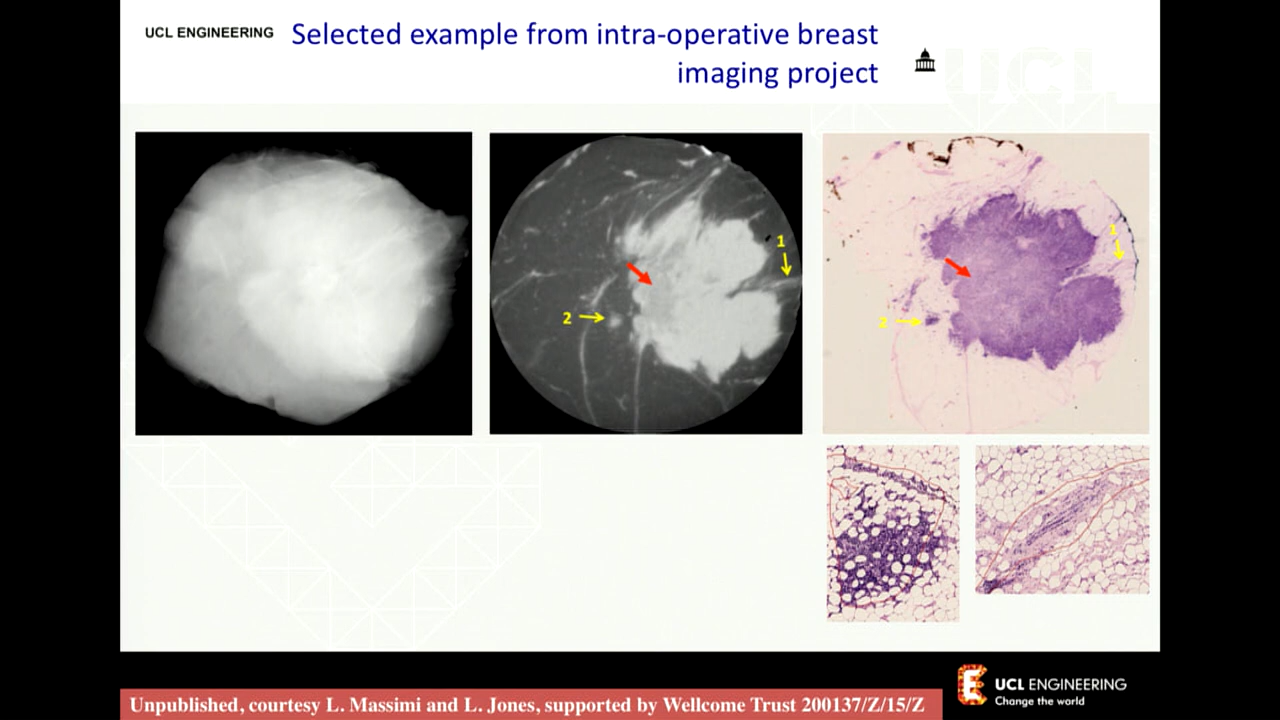 UCL ENGINEERING
Selected example from intra-operative breast
imaging project
UCL
1
2
1
2
Unpublished, courtesy L. Massimi and L. Jones, supported by Wellcome Trust 200137/Z/15/Z
UCL ENGINEERING
Change the world